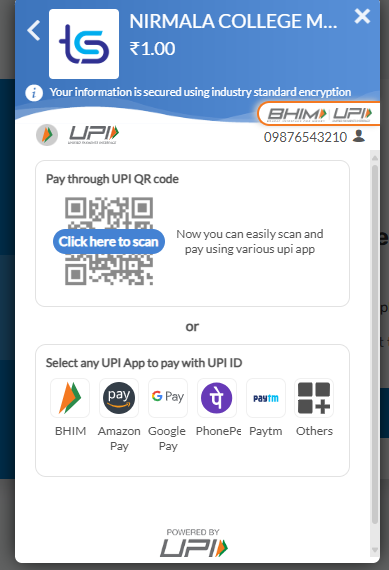 ts
NIRMALA COLLEGE M...
₹1.00
Your information is secured using industry standard encryption
BHIM UPI
UPI
UNIFIED PAYMENTS INTERFACE
09876543210
Pay through UPI QR code
Click here to scan
Now you can easily scan and
pay using various upi app
or
Select any UPI App to pay with UPI ID
pay
G Pay
paytm
BHIM
Amazon
Pay
Google
Pay
PhonePe
Paytm
Others
POWERED BY
UPI